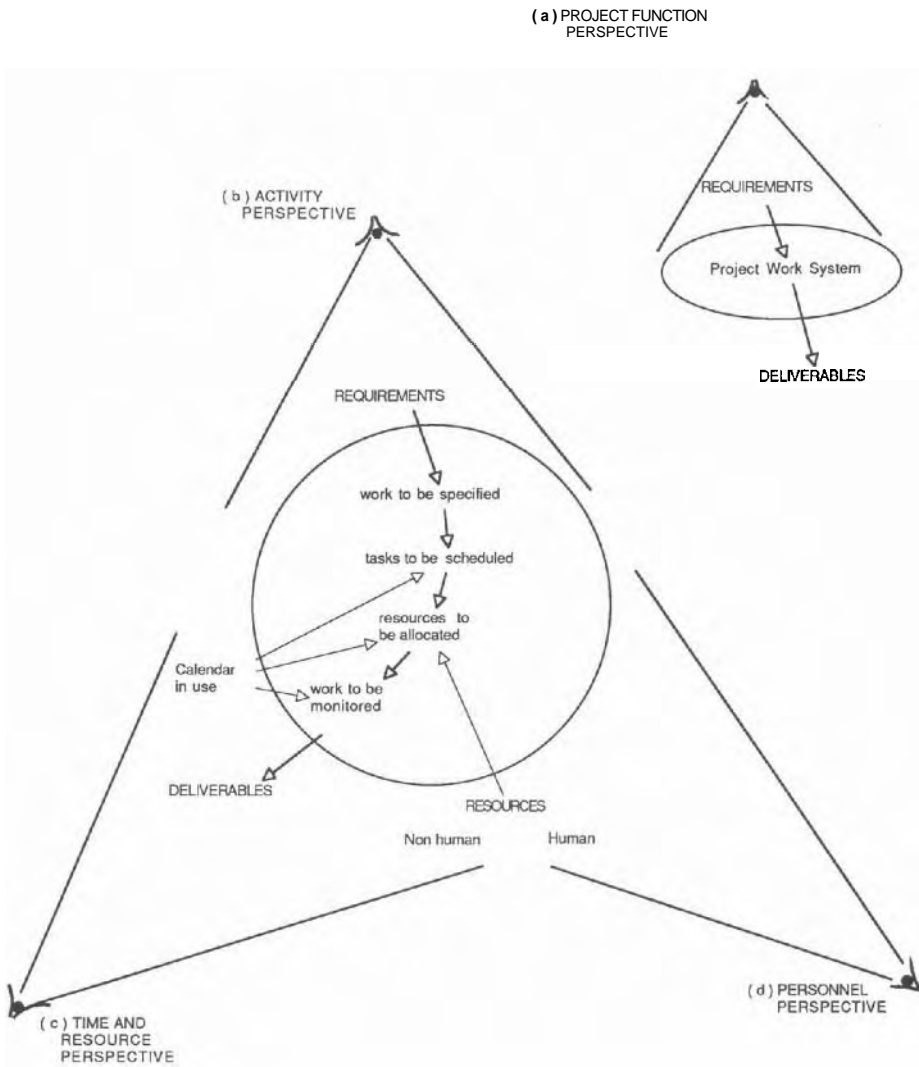 ( a ) PROJECT FUNCTION
PERSPECTIVE
REQUIREMENTS
Project Work System
DELIVERABLES
( b ) ACTIVITY
PERSPECTIVE
REQUIREMENTS
work to be specified
tasks to be scheduled
resources to
be allocated
Calendar
in use
work to be
monitored
DELIVERABLES
RESOURCES
Non human
Human
( c ) TIME AND
RESOURCE
PERSPECTIVE
( d ) PERSONNEL
PERSPECTIVE